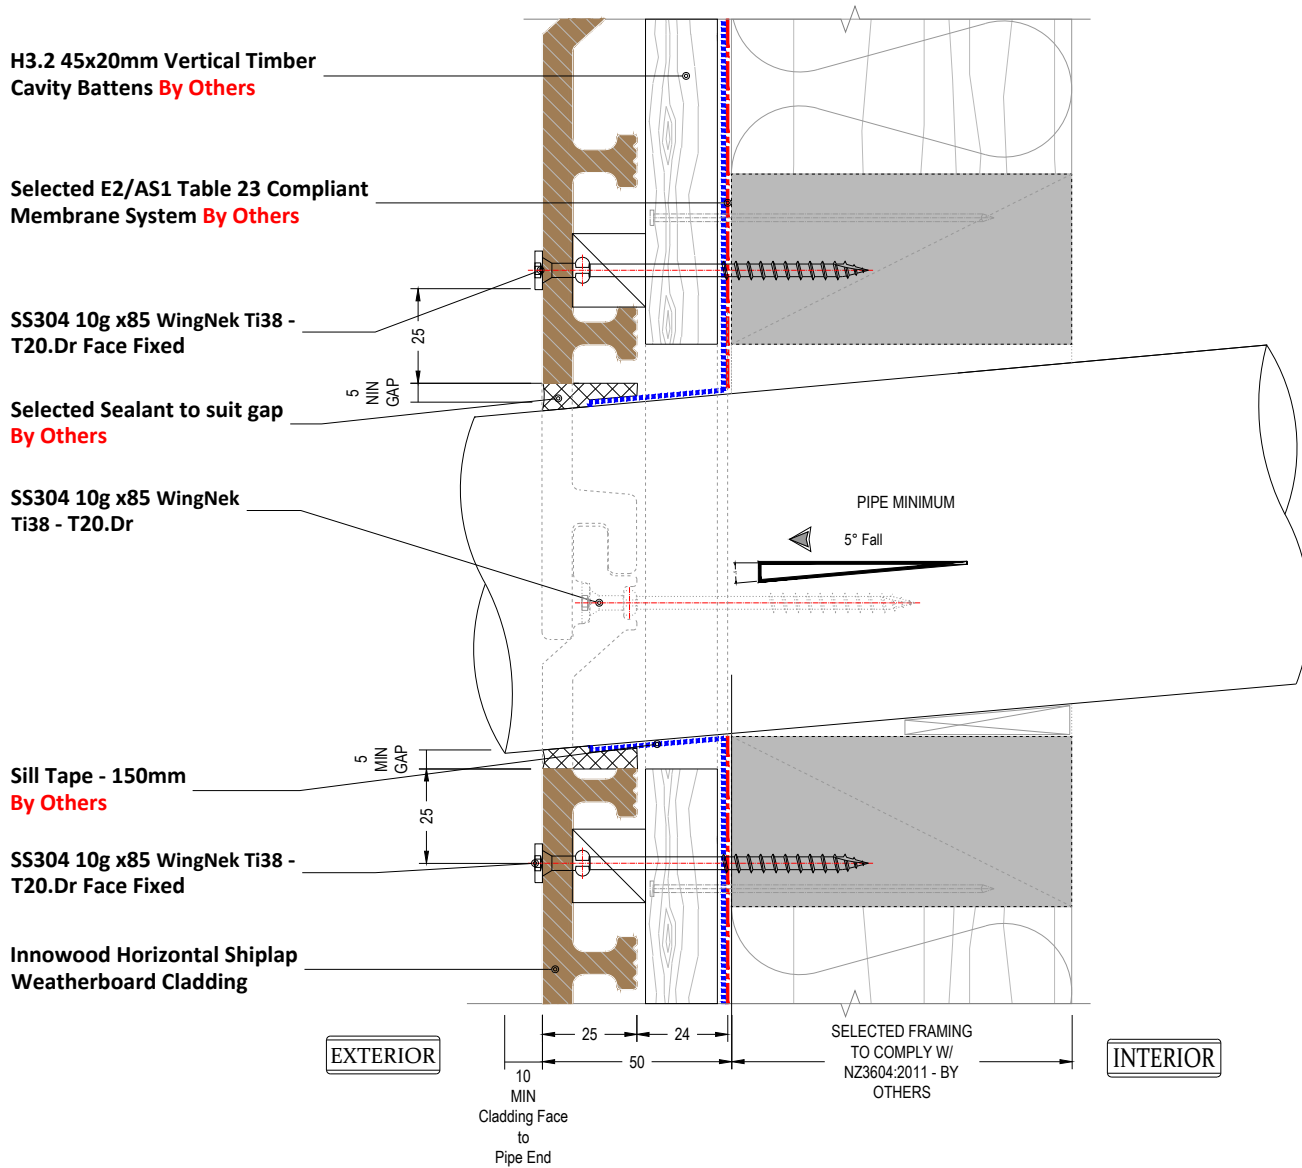 H3.2 45x20mm Vertical Timber
Cavity Battens By Others
Selected E2/AS1 Table 23 Compliant
Membrane System By Others
SS304 10g x85 WingNek Ti38 -
T20.Dr Face Fixed
25
5
NIN
GAP
Selected Sealant to suit gap
By Others
SS304 10g x85 WingNek
Ti38 - T20.Dr
PIPE MINIMUM
5° Fall
5
MIN
GAP
Sill Tape - 150mm
By Others
25
SS304 10g x85 WingNek Ti38 -
T20.Dr Face Fixed
Innowood Horizontal Shiplap
Weatherboard Cladding
EXTERIOR
25
24
50
10
MIN
Cladding Face
to
Pipe End
SELECTED FRAMING
TO COMPLY W/
NZ3604:2011 - BY
OTHERS
INTERIOR